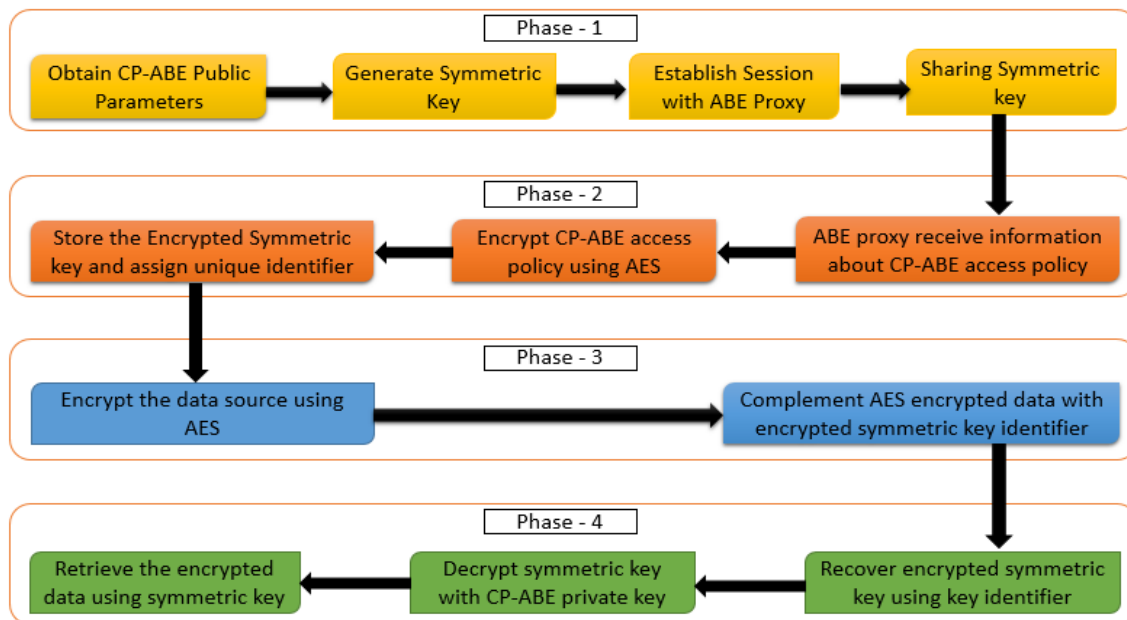 Phase - 1
Obtain CP-ABE Public
Parameters
Generate Symmetric
Key
Establish Session
with ABE Proxy
Sharing Symmetric
key
Phase - 2
Store the Encrypted Symmetric
key and assign unique identifier
Encrypt CP-ABE access
policy using AES
ABE proxy receive information
about CP-ABE access policy
Phase - 3
Encrypt the data source using
AES
Complement AES encrypted data with
encrypted symmetric key identifier
Phase - 4
Retrieve the encrypted
data using symmetric key
Decrypt symmetric key
with CP-ABE private key
Recover encrypted symmetric
key using key identifier